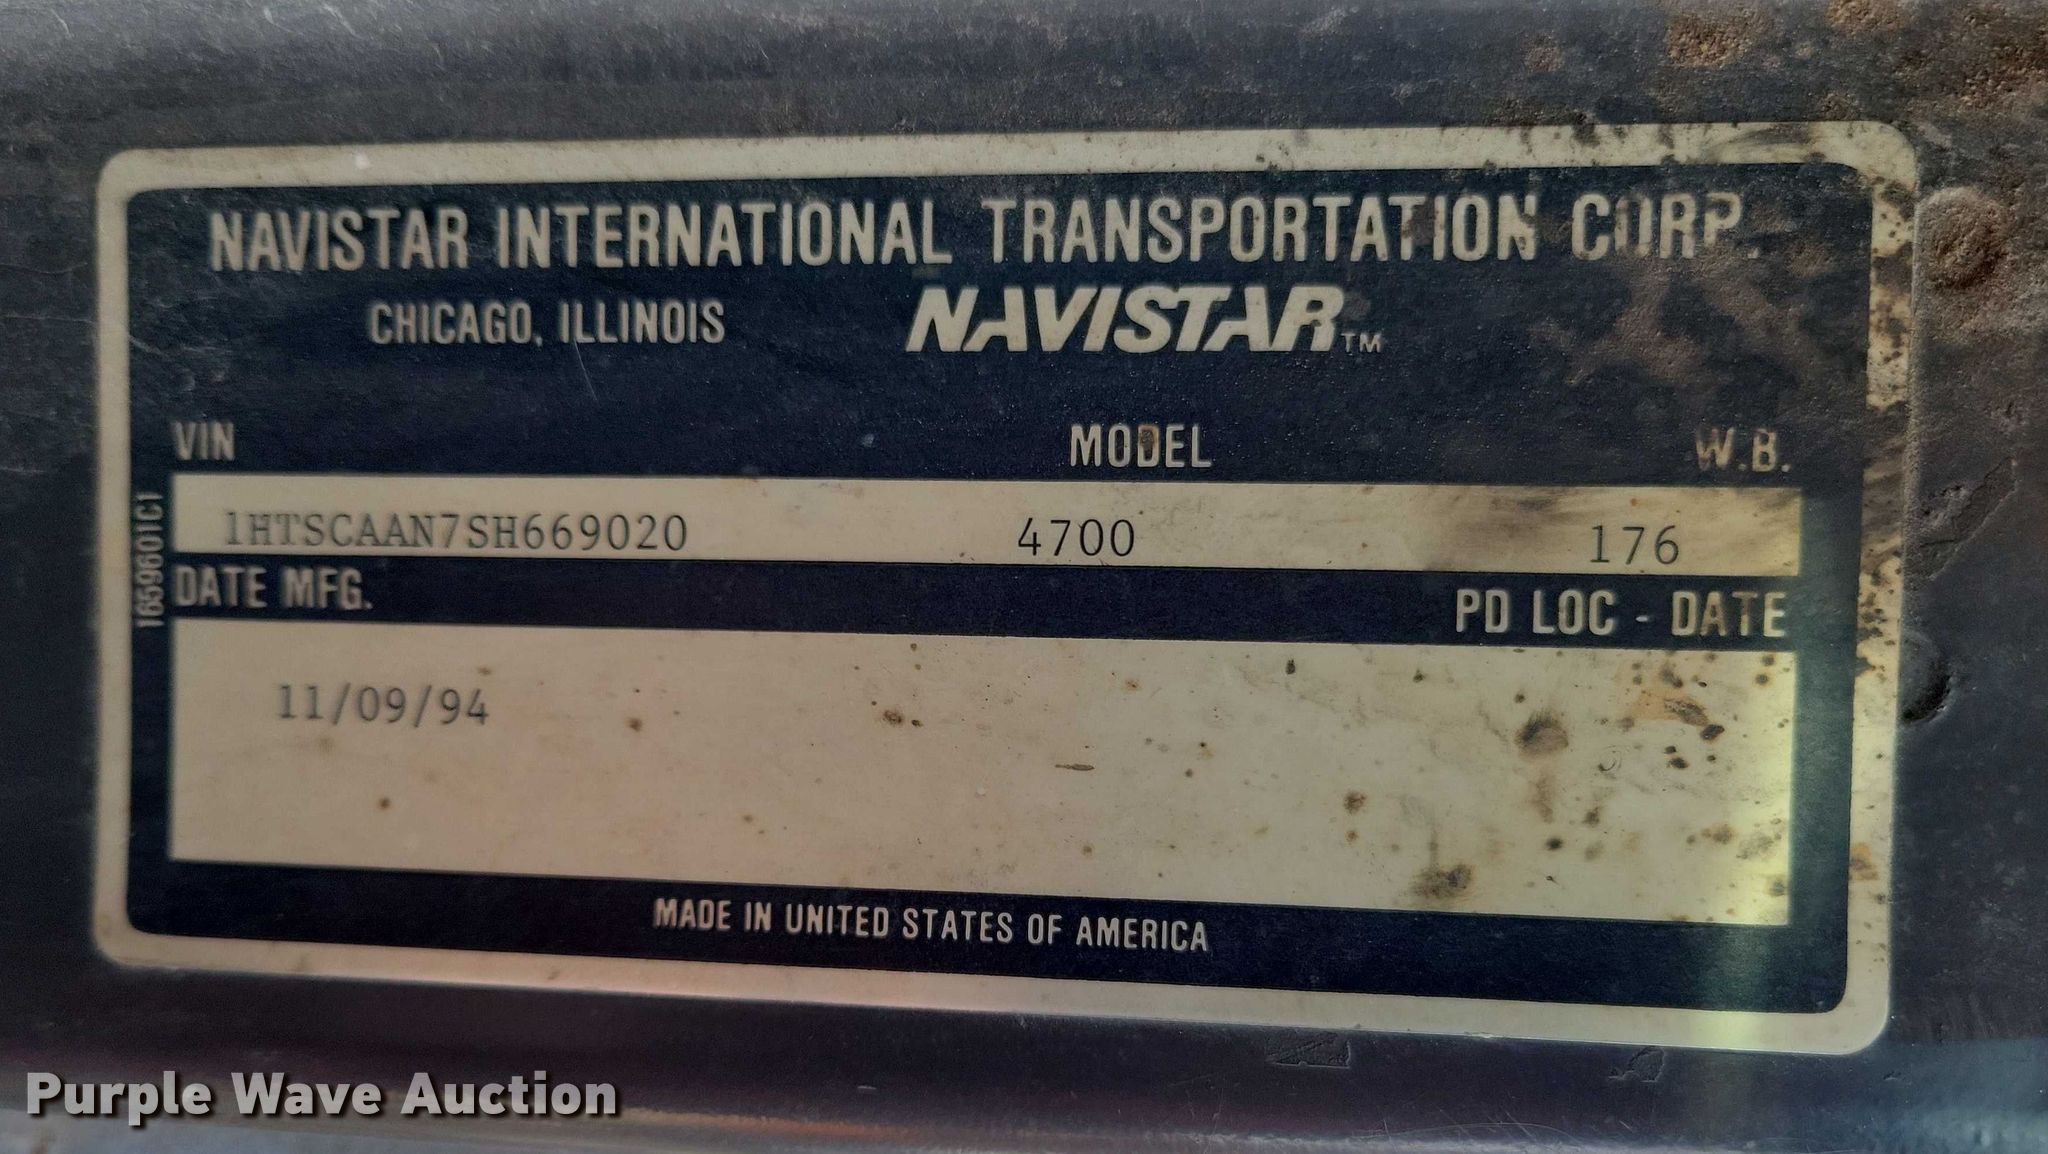 NAVISTAR INTERNATIONAL TRANSPORTATION CORP.
CHICAGO, ILLINOIS NAVISTAR™
VIN MODEL W.B.
1HTSCAAN7SH669020 4700 176
1659601C1
DATE MFG. PD LOC - DATE
11/09/94
MADE IN UNITED STATES OF AMERICA
Purple Wave Auction